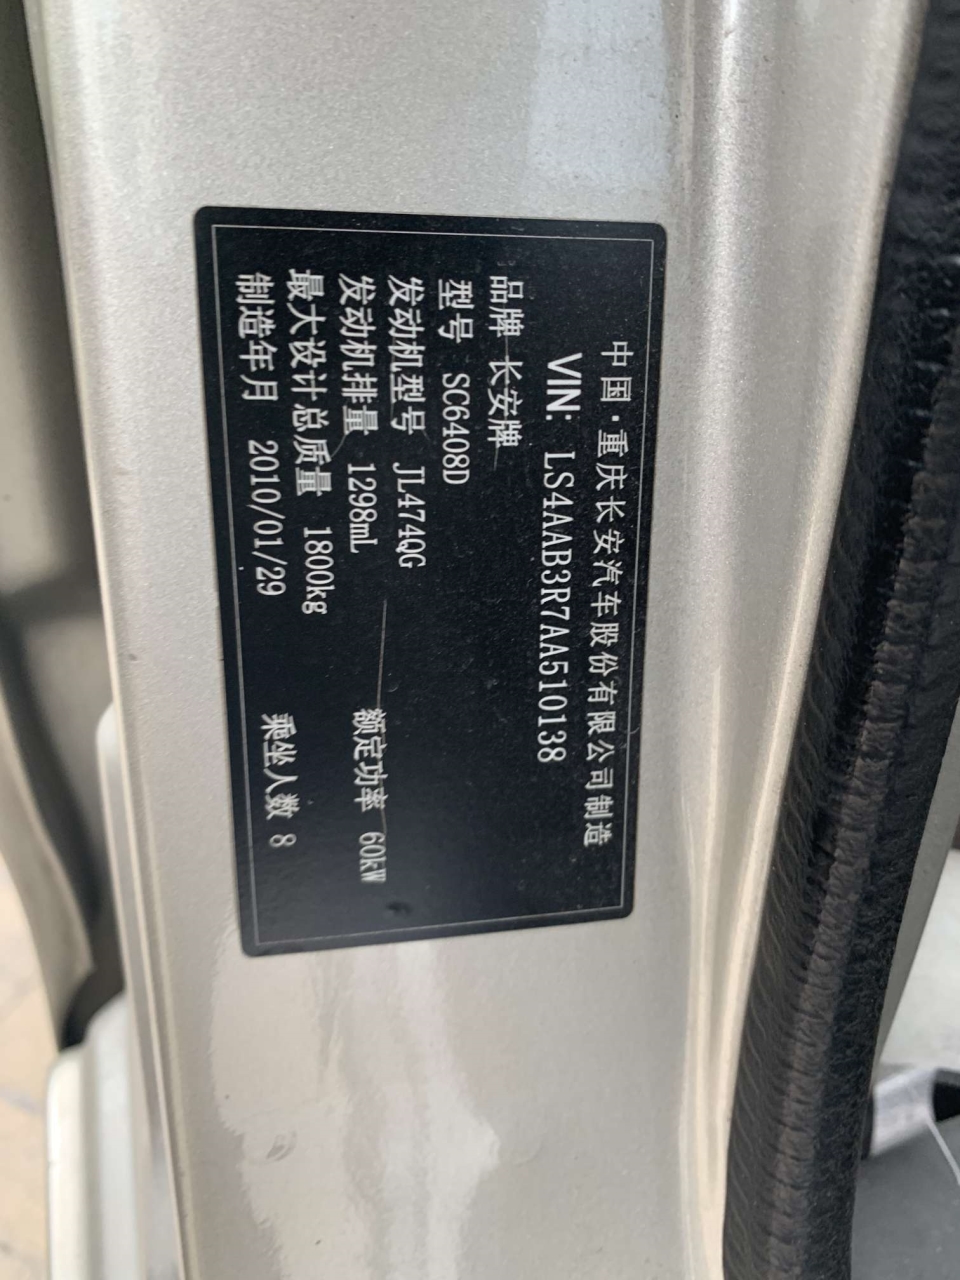 中国·重庆长安汽车股份有限公司制造
VIN: LS4AAB3R7AA510138
品牌 长安牌
型号 SC6408D
发动机型号 JL474QG
发动机排量 1298mL 额定功率 60kW
最大设计总质量 1800kg
制造年月 2010/01/29 乘坐人数 8